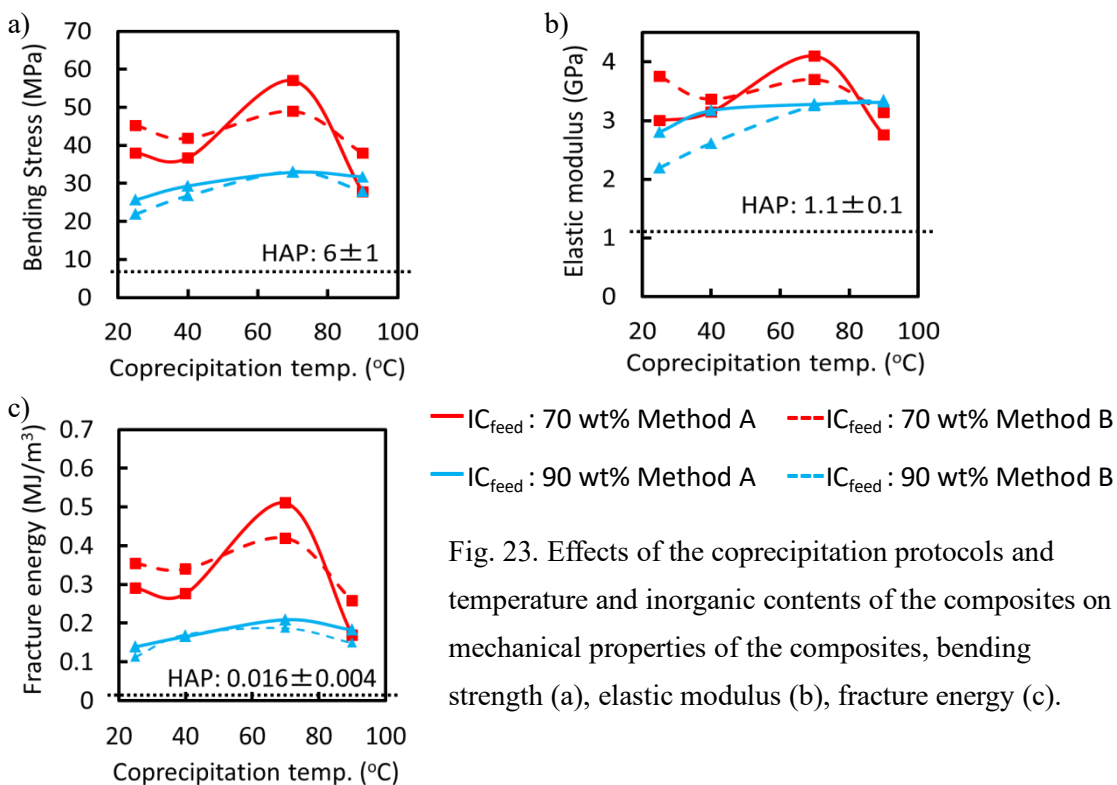 a)
Bending Stress (MPa)
70
60
50
40
30
20
10
0
HAP: 6±1
20 40 60 80 100
Coprecipitation temp. (°C)
b)
Elastic modulus (GPa)
4
3
2
1
0
HAP: 1.1±0.1
20 40 60 80 100
Coprecipitation temp. (°C)
c)
Fracture energy (MJ/m³)
0.7
0.6
0.5
0.4
0.3
0.2
0.1
0
HAP: 0.016±0.004
20 40 60 80 100
Coprecipitation temp. (°C)
IC_feed : 70 wt% Method A
IC_feed : 70 wt% Method B
IC_feed : 90 wt% Method A
IC_feed : 90 wt% Method B
Fig. 23. Effects of the coprecipitation protocols and
temperature and inorganic contents of the composites on
mechanical properties of the composites, bending
strength (a), elastic modulus (b), fracture energy (c).